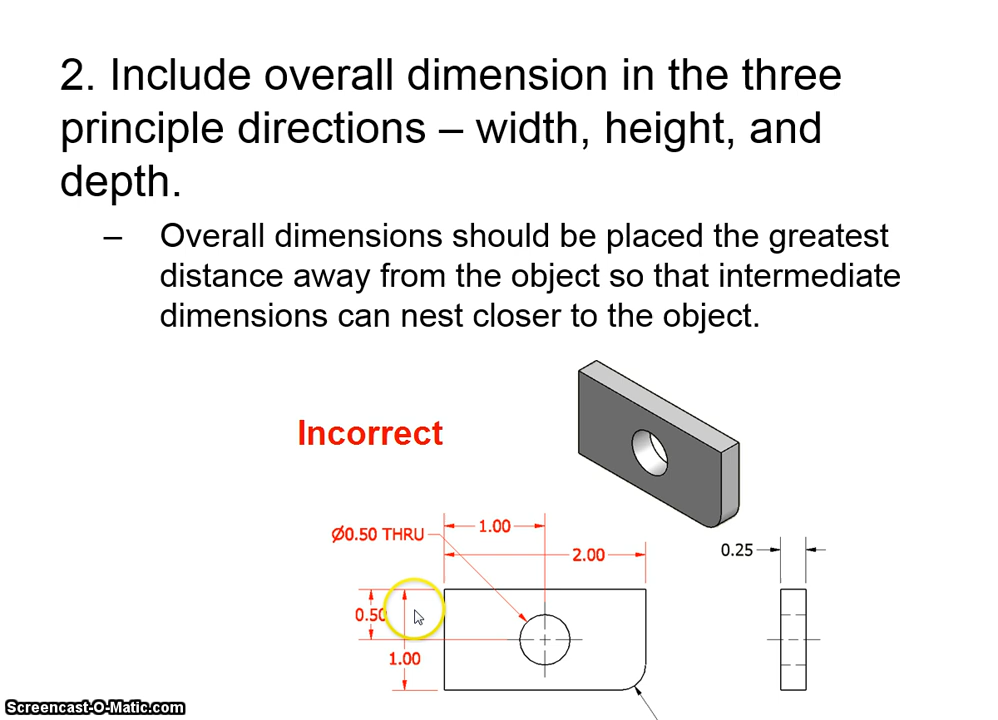 2. Include overall dimension in the three
principle directions – width, height, and
depth.
– Overall dimensions should be placed the greatest
distance away from the object so that intermediate
dimensions can nest closer to the object.
Incorrect
1.00
Ø0.50 THRU
2.00
0.25
0.50
1.00
Screencast-O-Matic.com